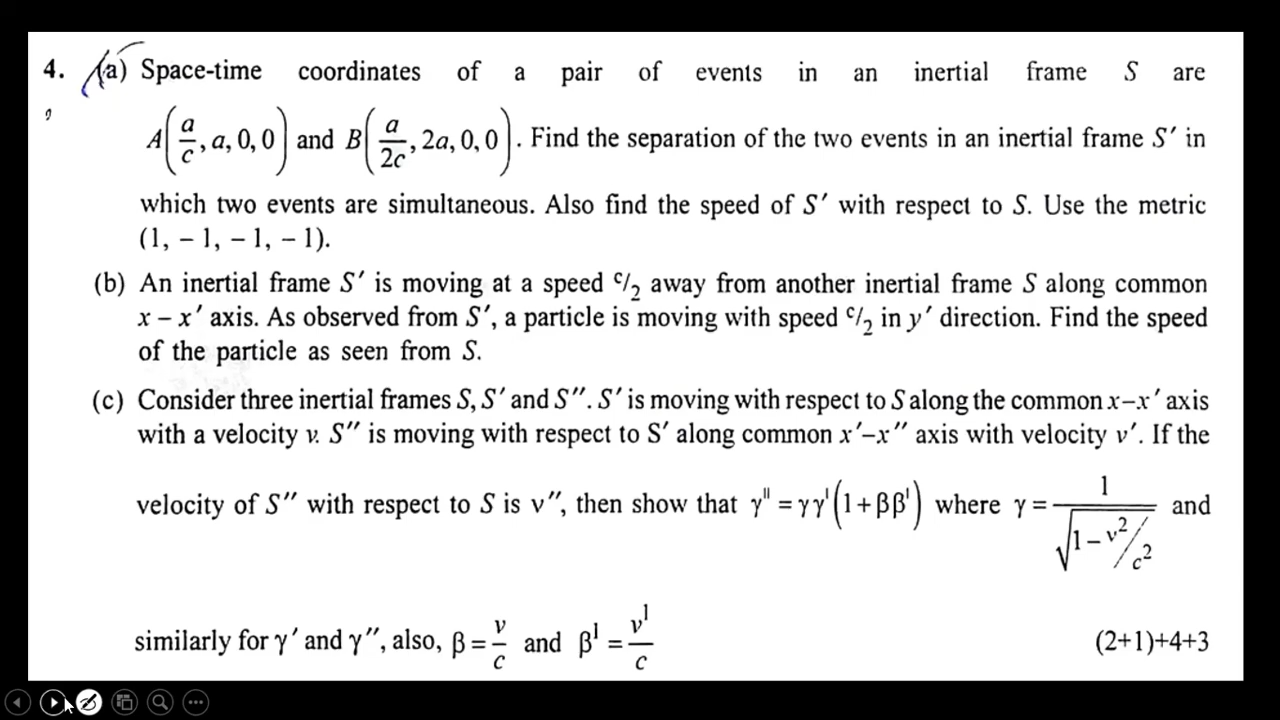 4. (a) Space-time coordinates of a pair of events in an inertial frame S are
A(a/c, a, 0, 0) and B(a/2c, 2a, 0, 0). Find the separation of the two events in an inertial frame S′ in
which two events are simultaneous. Also find the speed of S′ with respect to S. Use the metric
(1, – 1, – 1, – 1).
(b) An inertial frame S′ is moving at a speed c/2 away from another inertial frame S along common
x – x′ axis. As observed from S′, a particle is moving with speed c/2 in y′ direction. Find the speed
of the particle as seen from S.
(c) Consider three inertial frames S, S′ and S″. S′ is moving with respect to S along the common x–x′ axis
with a velocity v. S″ is moving with respect to S′ along common x′–x″ axis with velocity v′. If the
velocity of S″ with respect to S is v″, then show that γ" = γγ'(1 + ββ') where γ = 1/√(1 – v²/c²) and
similarly for γ′ and γ″, also, β = v/c and β¹ = v¹/c (2+1)+4+3